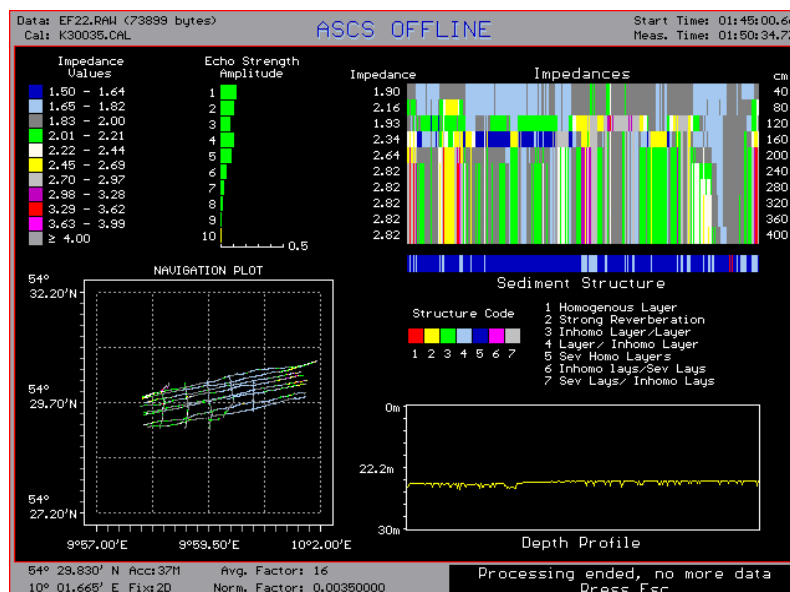 Data: EF22.RAW (73899 bytes)
Cal: K30035.CAL
ASCS OFFLINE
Start Time: 01:45:00.6
Meas. Time: 01:50:34.7
Impedance Values
1.50 - 1.64
1.65 - 1.82
1.83 - 2.00
2.01 - 2.21
2.22 - 2.44
2.45 - 2.69
2.70 - 2.97
2.98 - 3.28
3.29 - 3.62
3.63 - 3.99
≥ 4.00
Echo Strength
Amplitude
1
2
3
4
5
6
7
8
9
10
0.5
Impedance
Impedances
cm
1.90
40
2.16
80
1.93
120
2.34
160
2.64
200
2.82
240
2.82
280
2.82
320
2.82
360
2.82
400
Sediment Structure
Structure Code
1 2 3 4 5 6 7
1 Homogenous Layer
2 Strong Reverberation
3 Inhomo Layer/Layer
4 Layer/ Inhomo Layer
5 Sev Homo Layers
6 Inhomo lays/Sev Lays
7 Sev Lays/ Inhomo Lays
NAVIGATION PLOT
54°
32.20'N
54°
29.70'N
54°
27.20'N
9°57.00'E
9°59.50'E
10°2.00'E
0m
22.2m
30m
Depth Profile
54° 29.830' N Acc:37M
Avg. Factor: 16
10° 01.665' E Fix:2D
Norm. Factor: 0.00350000
Processing ended, no more data
Press Esc